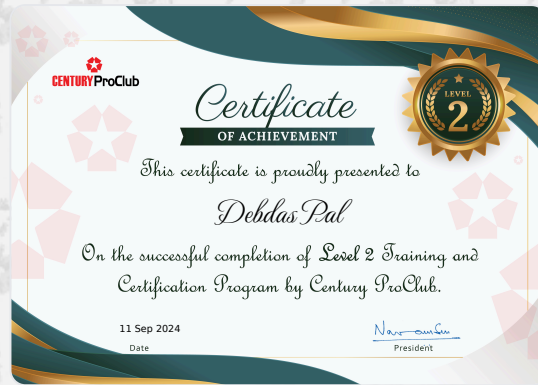 CENTURY ProClub
Certificate
OF ACHIEVEMENT
LEVEL
2
This certificate is proudly presented to
Debdas Pal
On the successful completion of Level 2 Training and
Certification Program by Century ProClub.
11 Sep 2024
Date
President